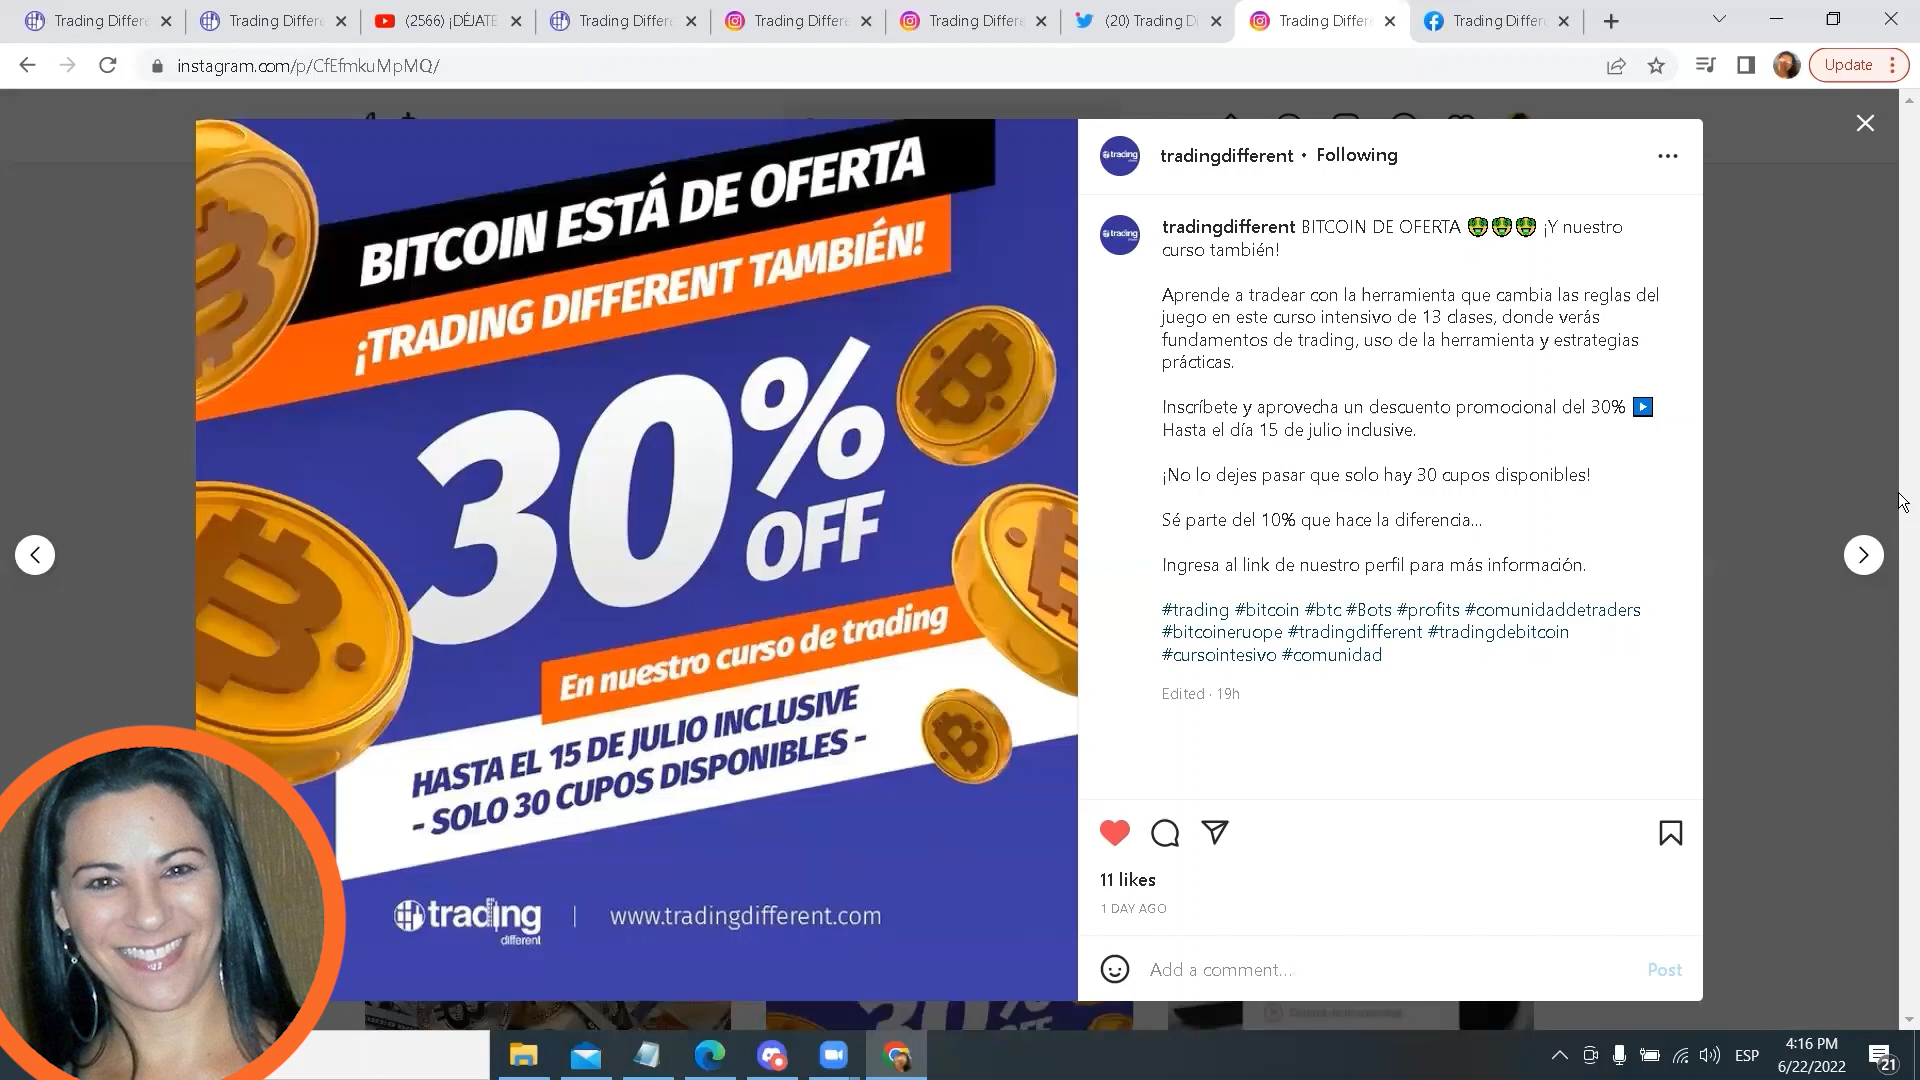 Trading Differe
Trading Differe
(2566) ¡DÉJATE
Trading Differe
Trading Differe
Trading Differe
(20) Trading Di
Trading Differe
Trading Differ
instagram.com/p/CfEfmkuMpMQ/
Update
BITCOIN ESTÁ DE OFERTA
¡TRADING DIFFERENT TAMBIÉN!
30%
OFF
En nuestro curso de trading
HASTA EL 15 DE JULIO INCLUSIVE
- SOLO 30 CUPOS DISPONIBLES -
trading
different
www.tradingdifferent.com
trading
tradingdifferent • Following
trading
tradingdifferent BITCOIN DE OFERTA 🤑🤑🤑 ¡Y nuestro
curso también!
Aprende a tradear con la herramienta que cambia las reglas del
juego en este curso intensivo de 13 clases, donde verás
fundamentos de trading, uso de la herramienta y estrategias
prácticas.
Inscríbete y aprovecha un descuento promocional del 30% ▶️
Hasta el día 15 de julio inclusive.
¡No lo dejes pasar que solo hay 30 cupos disponibles!
Sé parte del 10% que hace la diferencia...
Ingresa al link de nuestro perfil para más información.
#trading #bitcoin #btc #Bots #profits #comunidaddetraders
#bitcoineruope #tradingdifferent #tradingdebitcoin
#cursointesivo #comunidad
Edited · 19h
11 likes
1 DAY AGO
Add a comment...
Post
30%
ESP
4:16 PM
6/22/2022
21